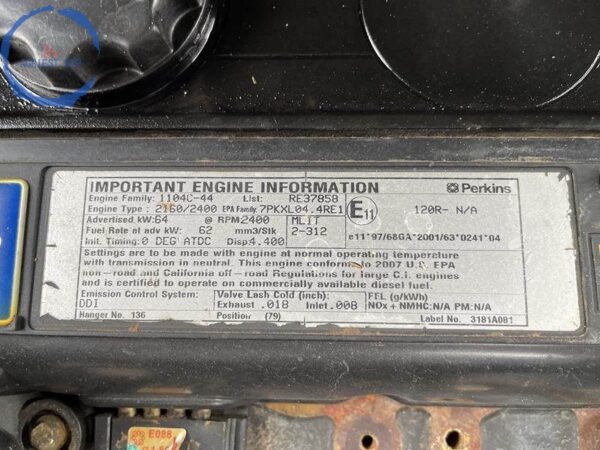 IMPORTANT ENGINE INFORMATION
Perkins
Engine Family: 1104C-44 List: RE37858
Engine Type: 2160/2400 EPA Family: 7PKXL04.4RE1
E11
120R- N/A
Advertised kW:64 @ RPM2400 MLIT
Fuel Rate at adv kW: 62 mm3/Stk 2-312
Init. Timing: 0 DEG ATDC Disp4.400
e11*97/68GA*2001/63*0241*04
Settings are to be made with engine at normal operating temperature
with transmission in neutral. This engine conforms to 2007 U.S. EPA
non-road and California off-road Regulations for large C.I. engines
and is certified to operate on commercially available diesel fuel.
Emission Control System: Valve Lash Cold (inch): FEL (g/kWh)
DDI Exhaust .018 Inlet.008 NOx + NMHC:N/A PM:N/A
Hanger No. 136 Position (79) Label No. 3181A081
E088